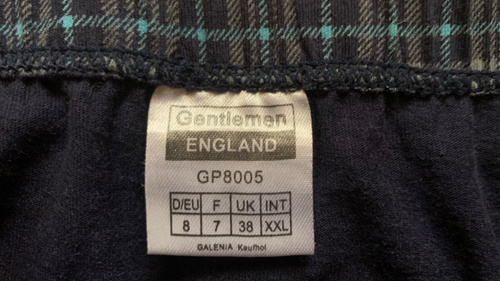 Gentlemen
ENGLAND
GP8005
D/EU F UK INT
8 7 38 XXL
GALENIA Kaufhof